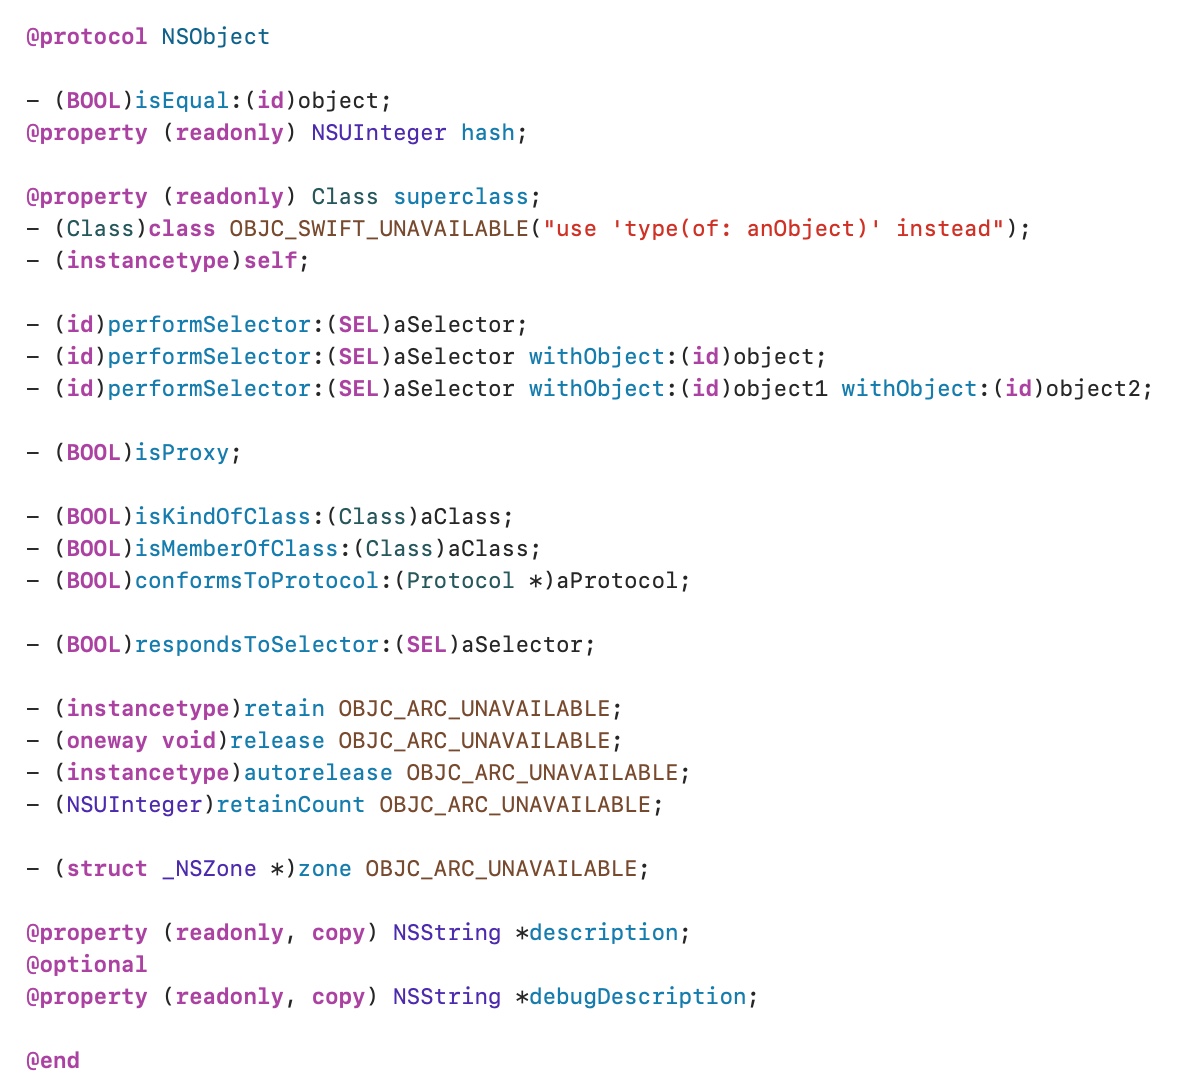 @protocol NSObject
- (BOOL)isEqual:(id)object;
@property (readonly) NSUInteger hash;
@property (readonly) Class superclass;
- (Class)class OBJC_SWIFT_UNAVAILABLE("use 'type(of: anObject)' instead");
- (instancetype)self;
- (id)performSelector:(SEL)aSelector;
- (id)performSelector:(SEL)aSelector withObject:(id)object;
- (id)performSelector:(SEL)aSelector withObject:(id)object1 withObject:(id)object2;
- (BOOL)isProxy;
- (BOOL)isKindOfClass:(Class)aClass;
- (BOOL)isMemberOfClass:(Class)aClass;
- (BOOL)conformsToProtocol:(Protocol *)aProtocol;
- (BOOL)respondsToSelector:(SEL)aSelector;
- (instancetype)retain OBJC_ARC_UNAVAILABLE;
- (oneway void)release OBJC_ARC_UNAVAILABLE;
- (instancetype)autorelease OBJC_ARC_UNAVAILABLE;
- (NSUInteger)retainCount OBJC_ARC_UNAVAILABLE;
- (struct _NSZone *)zone OBJC_ARC_UNAVAILABLE;
@property (readonly, copy) NSString *description;
@optional
@property (readonly, copy) NSString *debugDescription;
@end